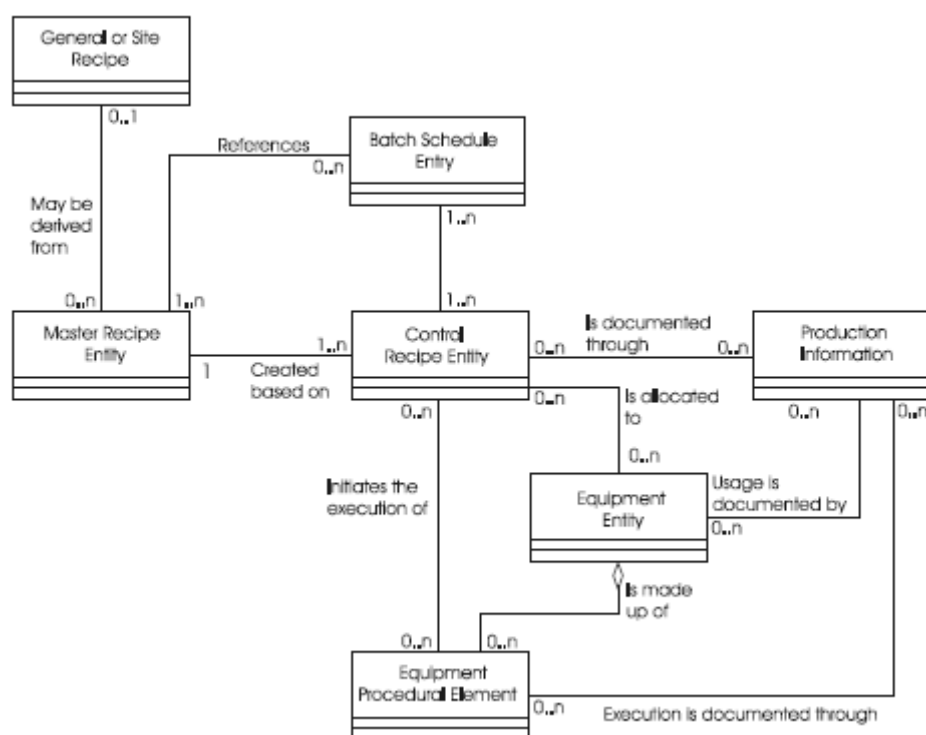 General or Site
Recipe
0..1
References
0..n
Batch Schedule
Entry
1..n
May be
derived
from
0..n
1..n
1..n
Master Recipe
Entity
1
Created
based on
1..n
Control
Recipe Entity
0..n
Is documented
through
0..n
Production
Information
0..n
0..n
Is allocated
to
0..n
0..n
0..n
Initiates the
execution of
Equipment
Entity
Usage is
documented by
0..n
Is made
up of
0..n
0..n
Equipment
Procedural Element
0..n
Execution is documented through